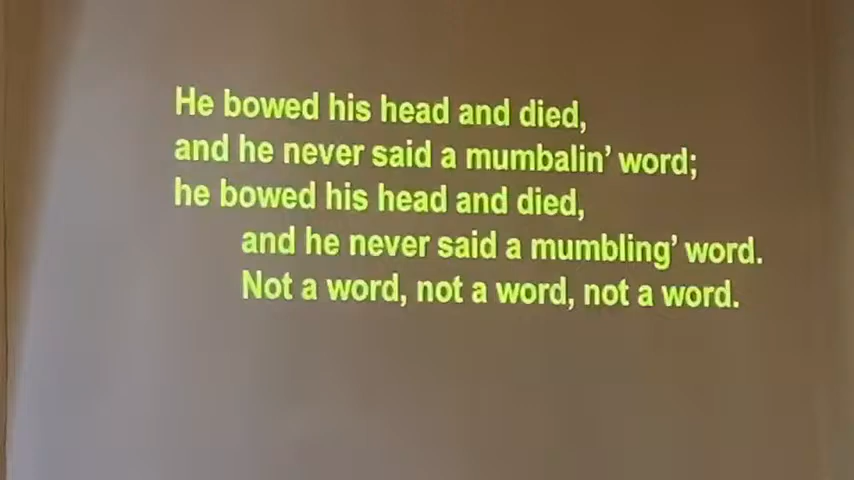 He bowed his head and died,
and he never said a mumbalin’ word;
he bowed his head and died,
and he never said a mumbling’ word.
Not a word, not a word, not a word.